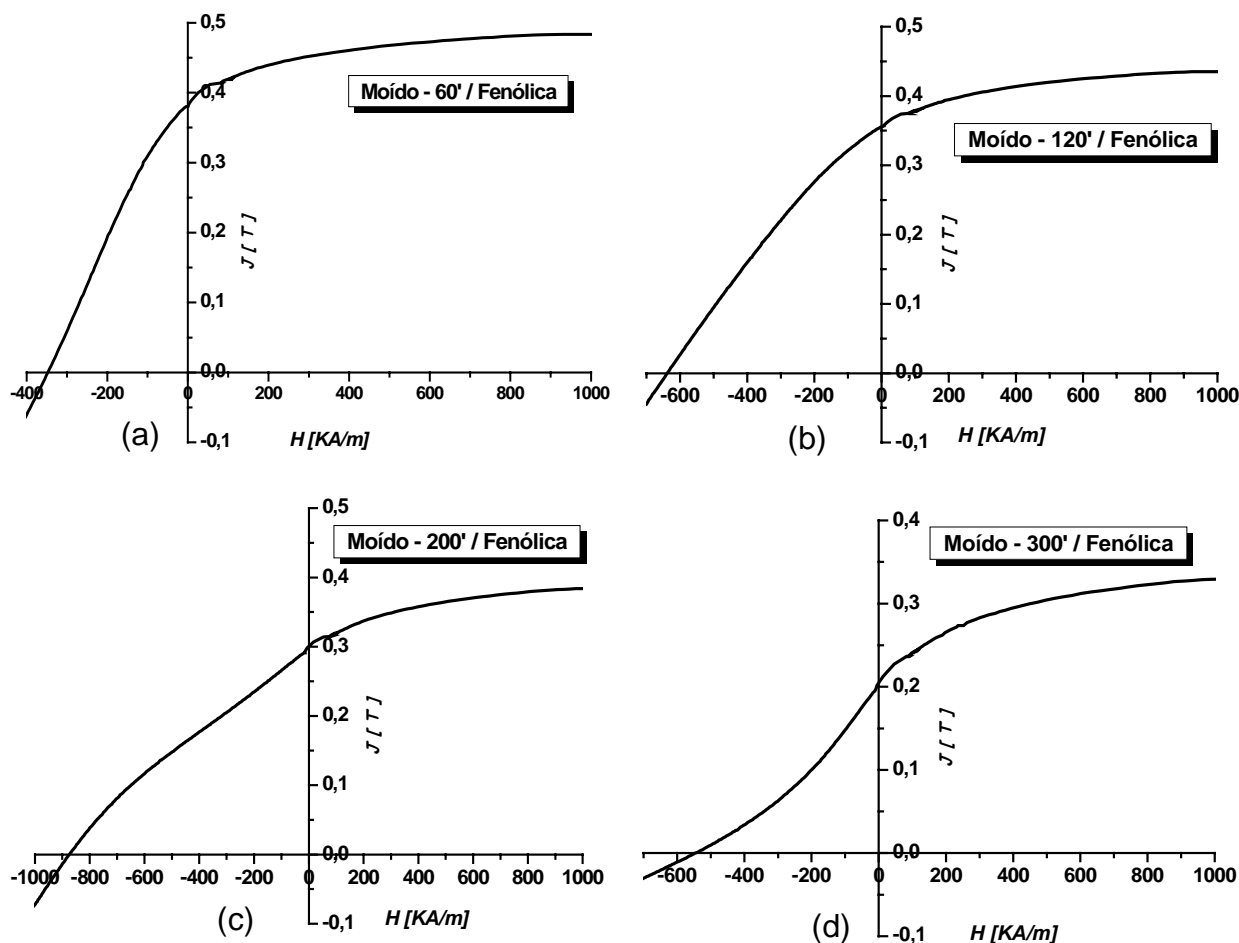 0,5
0,4
0,3
0,2
0,1
0,0
-0,1
J [ T ]
Moído - 60' / Fenólica
-400 -200 0 200 400 600 800 1000
(a)
H [KA/m]
0,5
0,4
0,3
0,2
0,1
0,0
-0,1
J [ T ]
Moído - 120' / Fenólica
-600 -400 -200 0 200 400 600 800 1000
(b)
H [KA/m]
0,5
0,4
0,3
0,2
0,1
0,0
-0,1
J [ T ]
Moído - 200' / Fenólica
-1000 -800 -600 -400 -200 0 200 400 600 800 1000
(c)
H [KA/m]
0,4
0,3
0,2
0,1
0,0
-0,1
J [ T ]
Moído - 300' / Fenólica
-600 -400 -200 0 200 400 600 800 1000
(d)
H [KA/m]